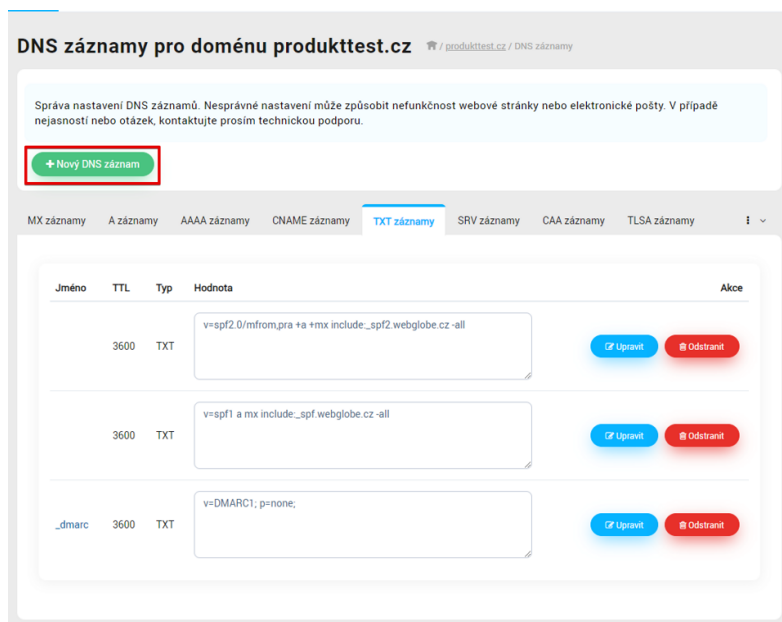 DNS záznamy pro doménu produkttest.cz / produkttest.cz / DNS záznamy
Správa nastavení DNS záznamů. Nesprávné nastavení může způsobit nefunkčnost webové stránky nebo elektronické pošty. V případě
nejasností nebo otázek, kontaktujte prosím technickou podporu.
+ Nový DNS záznam
MX záznamy A záznamy AAAA záznamy CNAME záznamy TXT záznamy SRV záznamy CAA záznamy TLSA záznamy
Jméno TTL Typ Hodnota Akce
v=spf2.0/mfrom,pra +a +mx include:_spf2.webglobe.cz -all
3600 TXT Upravit Odstranit
v=spf1 a mx include:_spf.webglobe.cz -all
3600 TXT Upravit Odstranit
v=DMARC1; p=none;
_dmarc 3600 TXT Upravit Odstranit